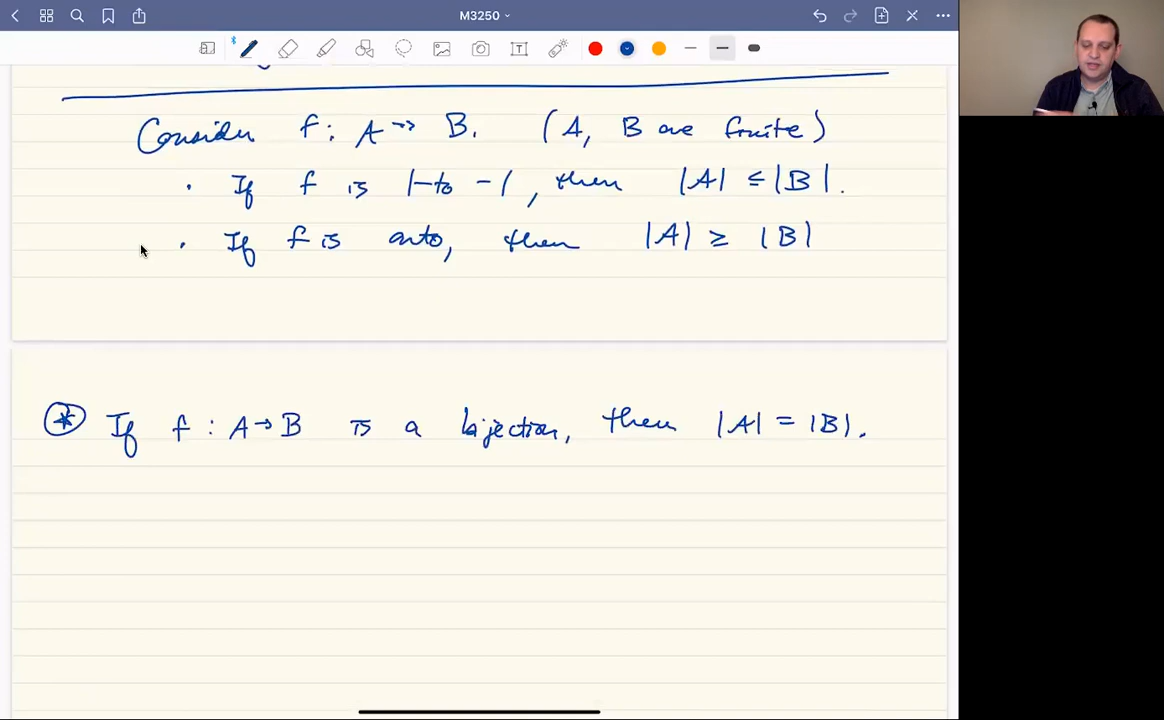 M3250
Consider f : A → B. (A, B are finite)
· If f is 1-to-1, then |A| ≤ |B|.
· If f is onto, then |A| ≥ |B|
* If f : A → B is a bijection, then |A| = |B|.